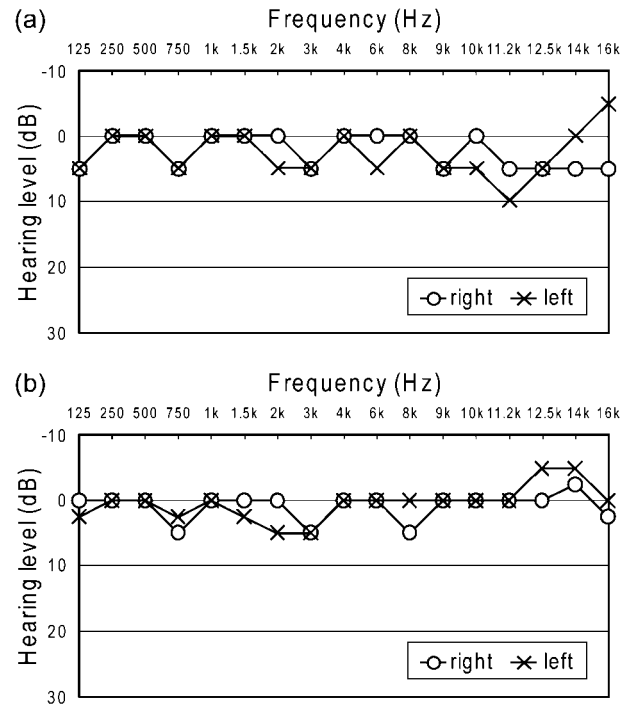 (a) Frequency (Hz)
125 250 500 750 1k 1.5k 2k 3k 4k 6k 8k 9k 10k 11.2k 12.5k 14k 16k
-10
0
10
20
30
Hearing level (dB)
right left
(b) Frequency (Hz)
125 250 500 750 1k 1.5k 2k 3k 4k 6k 8k 9k 10k 11.2k 12.5k 14k 16k
-10
0
10
20
30
Hearing level (dB)
right left